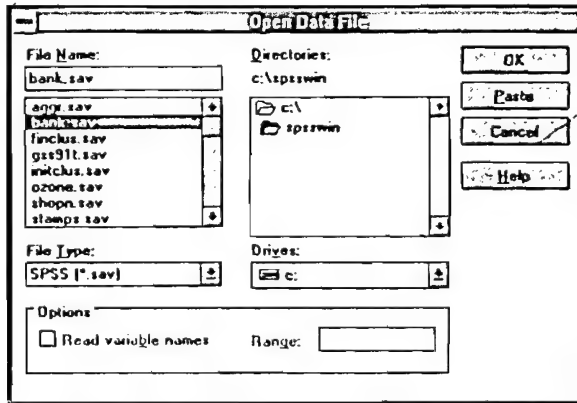 Open Data File
File Name:
bank.sav
aggr.sav
bank.sav
finclus.sav
gss91t.sav
initclus.sav
ozone.sav
shopn.sav
stamps.sav
File Type:
SPSS (*.sav)
Directories:
c:\spsswin
c:\
spsswin
Drives:
c:
OK
Paste
Cancel
Help
Options
Read variable names
Range: